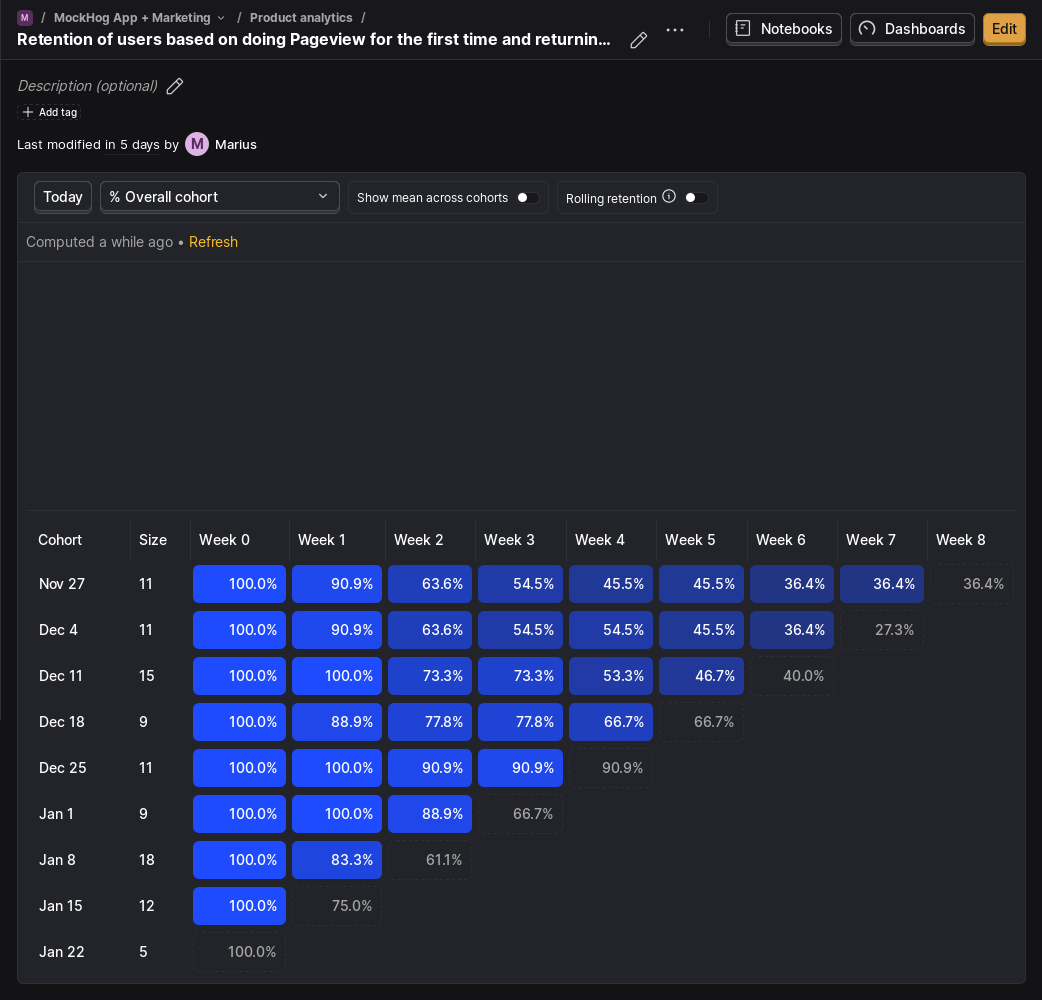 M / MockHog App + Marketing / Product analytics /
Retention of users based on doing Pageview for the first time and returnin...
Notebooks Dashboards Edit
Description (optional)
Add tag
Last modified in 5 days by M Marius
Today % Overall cohort Show mean across cohorts Rolling retention
Computed a while ago • Refresh
Cohort Size Week 0 Week 1 Week 2 Week 3 Week 4 Week 5 Week 6 Week 7 Week 8
Nov 27 11 100.0% 90.9% 63.6% 54.5% 45.5% 45.5% 36.4% 36.4% 36.4%
Dec 4 11 100.0% 90.9% 63.6% 54.5% 54.5% 45.5% 36.4% 27.3%
Dec 11 15 100.0% 100.0% 73.3% 73.3% 53.3% 46.7% 40.0%
Dec 18 9 100.0% 88.9% 77.8% 77.8% 66.7% 66.7%
Dec 25 11 100.0% 100.0% 90.9% 90.9% 90.9%
Jan 1 9 100.0% 100.0% 88.9% 66.7%
Jan 8 18 100.0% 83.3% 61.1%
Jan 15 12 100.0% 75.0%
Jan 22 5 100.0%